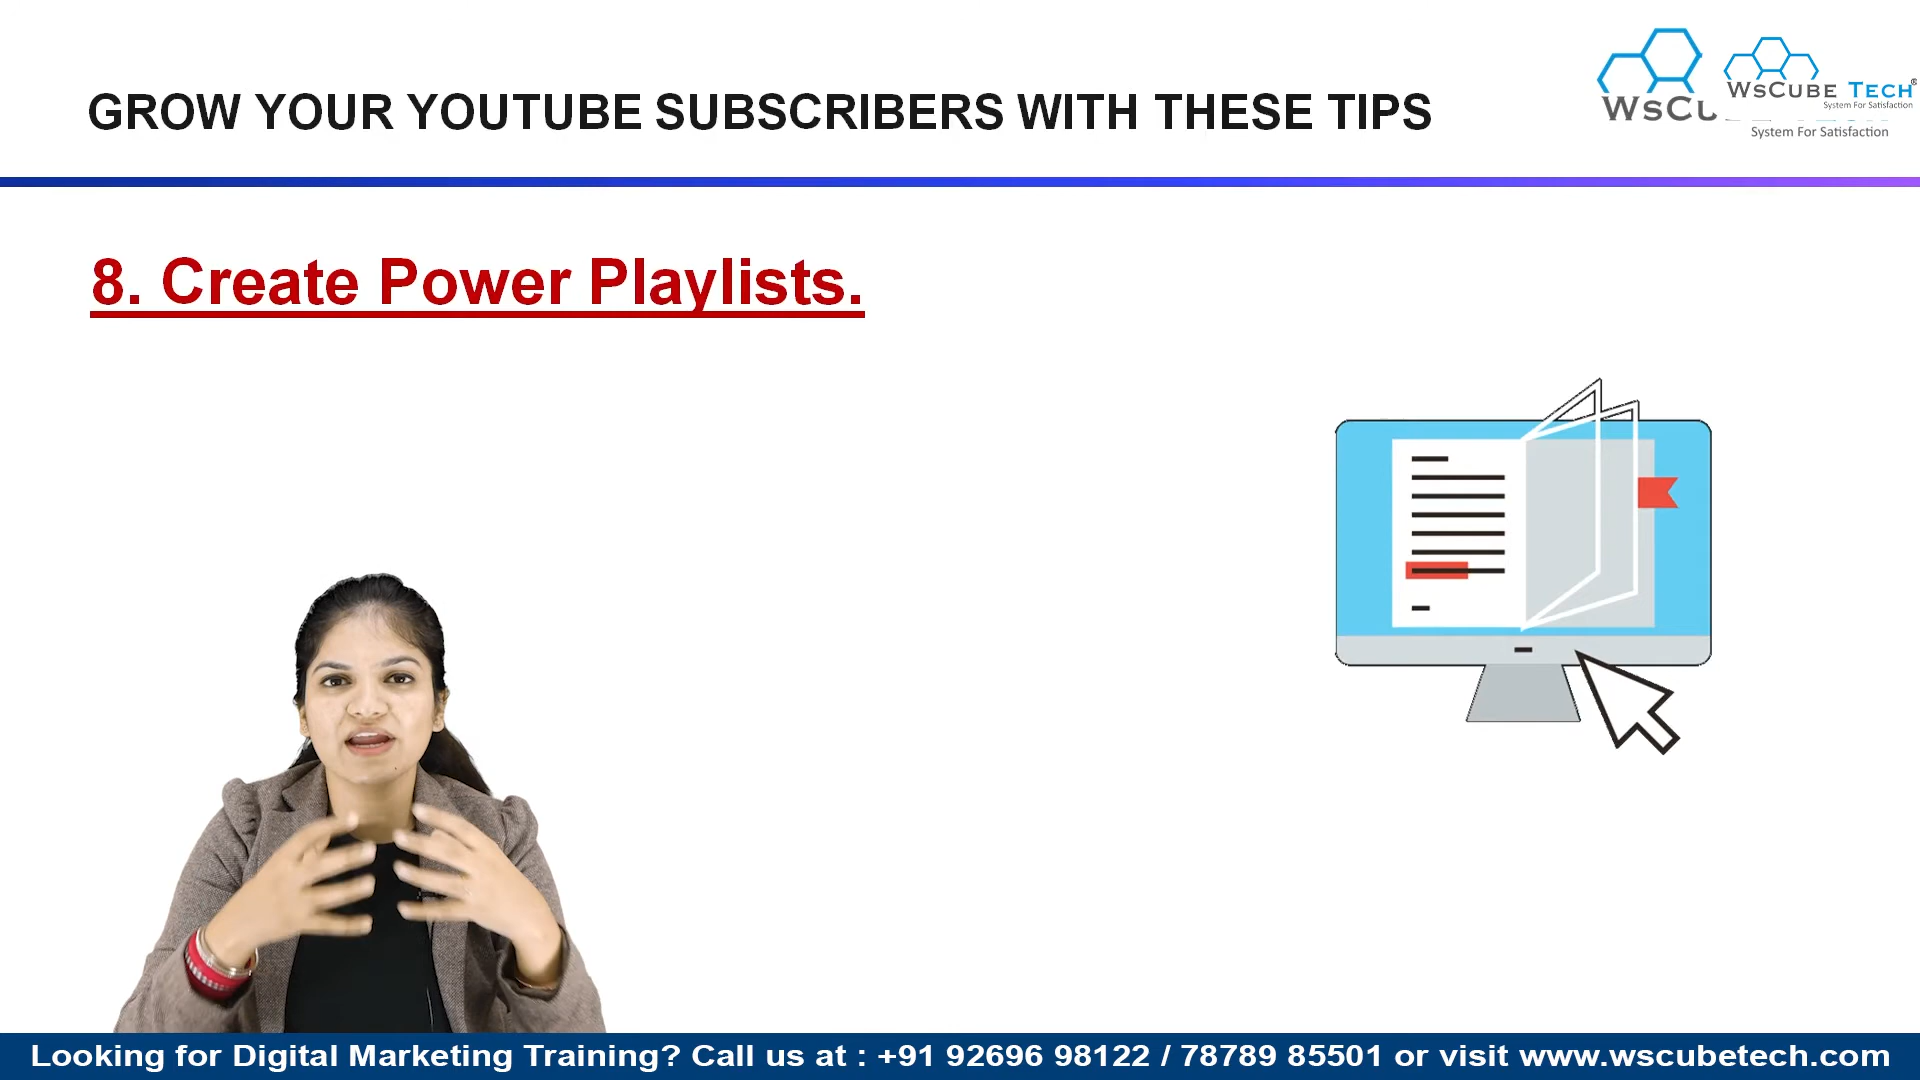 GROW YOUR YOUTUBE SUBSCRIBERS WITH THESE TIPS
WSCUBE TECH®
System For Satisfaction
WSCU
System For Satisfaction
8. Create Power Playlists.
Looking for Digital Marketing Training? Call us at : +91 92696 98122 / 78789 85501 or visit www.wscubetech.com